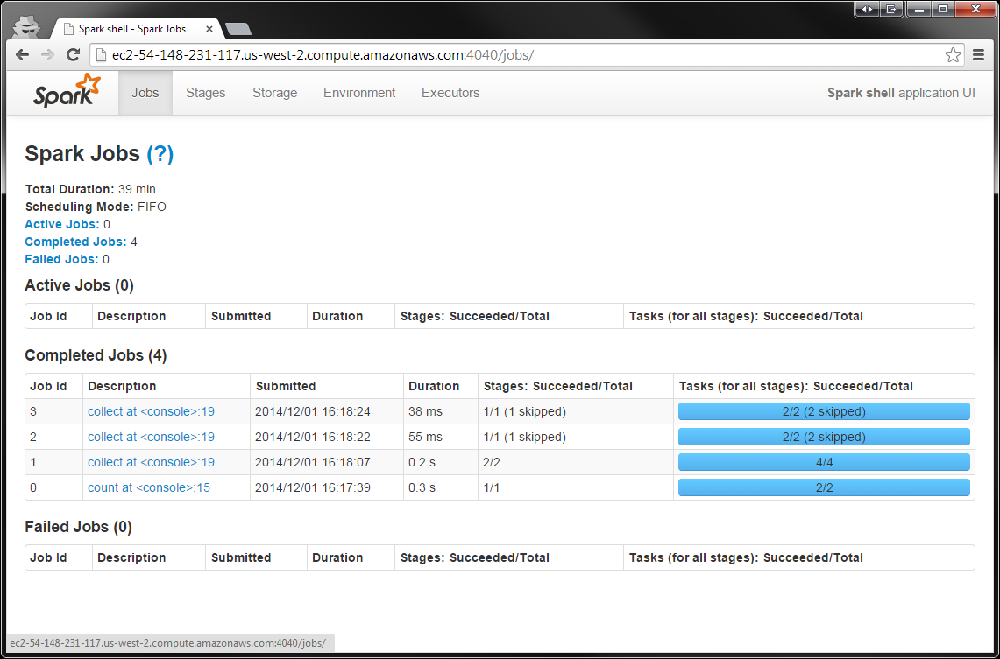 Spark shell - Spark Jobs
ec2-54-148-231-117.us-west-2.compute.amazonaws.com:4040/jobs/
Spark Jobs Stages Storage Environment Executors Spark shell application UI
Spark Jobs (?)
Total Duration: 39 min
Scheduling Mode: FIFO
Active Jobs: 0
Completed Jobs: 4
Failed Jobs: 0
Active Jobs (0)
Job Id Description Submitted Duration Stages: Succeeded/Total Tasks (for all stages): Succeeded/Total
Completed Jobs (4)
Job Id Description Submitted Duration Stages: Succeeded/Total Tasks (for all stages): Succeeded/Total
3 collect at <console>:19 2014/12/01 16:18:24 38 ms 1/1 (1 skipped) 2/2 (2 skipped)
2 collect at <console>:19 2014/12/01 16:18:22 55 ms 1/1 (1 skipped) 2/2 (2 skipped)
1 collect at <console>:19 2014/12/01 16:18:07 0.2 s 2/2 4/4
0 count at <console>:15 2014/12/01 16:17:39 0.3 s 1/1 2/2
Failed Jobs (0)
Job Id Description Submitted Duration Stages: Succeeded/Total Tasks (for all stages): Succeeded/Total
ec2-54-148-231-117.us-west-2.compute.amazonaws.com:4040/jobs/